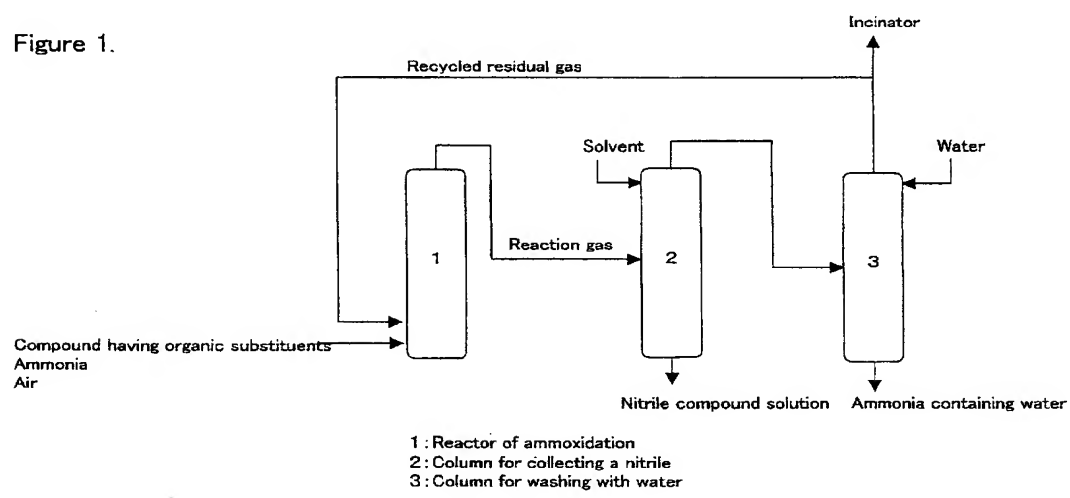 Figure 1.
Incinator
Recycled residual gas
Solvent
Water
Reaction gas
1
2
3
Compound having organic substituents
Ammonia
Air
Nitrile compound solution
Ammonia containing water
1 : Reactor of ammoxidation
2 : Column for collecting a nitrile
3 : Column for washing with water